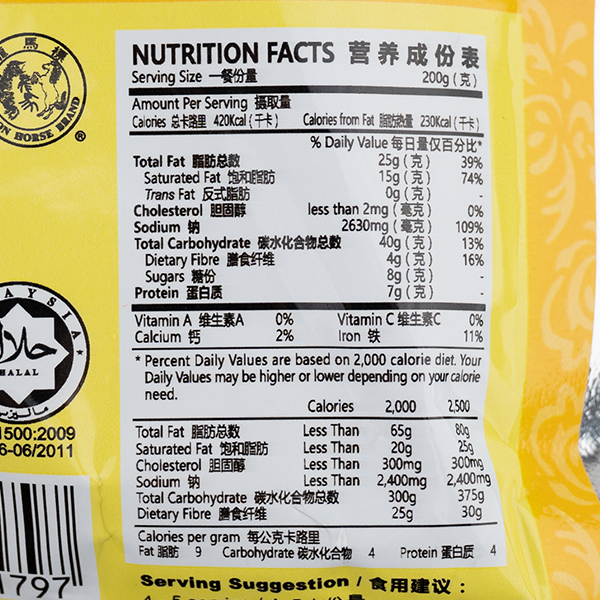 NUTRITION FACTS 营养成份表
Serving Size 一餐份量 200g (克)
Amount Per Serving 摄取量
Calories 总卡路里 420Kcal (千卡) Calories from Fat 脂肪热量 230Kcal (千卡)
% Daily Value 每日量仅百分比*
Total Fat 脂肪总数 25g (克) 39%
Saturated Fat 饱和脂肪 15g (克) 74%
Trans Fat 反式脂肪 0g (克) -
Cholesterol 胆固醇 less than 2mg (毫克) 0%
Sodium 钠 2630mg (毫克) 109%
Total Carbohydrate 碳水化合物总数 40g (克) 13%
Dietary Fibre 膳食纤维 4g (克) 16%
Sugars 糖份 8g (克) -
Protein 蛋白质 7g (克) -
Vitamin A 维生素A 0% Vitamin C 维生素C 0%
Calcium 钙 2% Iron 铁 11%
* Percent Daily Values are based on 2,000 calorie diet. Your
Daily Values may be higher or lower depending on your calorie
need.
Calories 2,000 2,500
Total Fat 脂肪总数 Less Than 65g 80g
Saturated Fat 饱和脂肪 Less Than 20g 25g
Cholesterol 胆固醇 Less Than 300mg 300mg
Sodium 钠 Less Than 2,400mg 2,400mg
Total Carbohydrate 碳水化合物总数 300g 375g
Dietary Fibre 膳食纤维 25g 30g
Calories per gram 每公克卡路里
Fat 脂肪 9 Carbohydrate 碳水化合物 4 Protein 蛋白质 4
Serving Suggestion / 食用建议:
馬標
ON HORSE BRAND ®
AYSIA
حلال
HALAL
ماليزيا
1500:2009
6-06/2011
1797